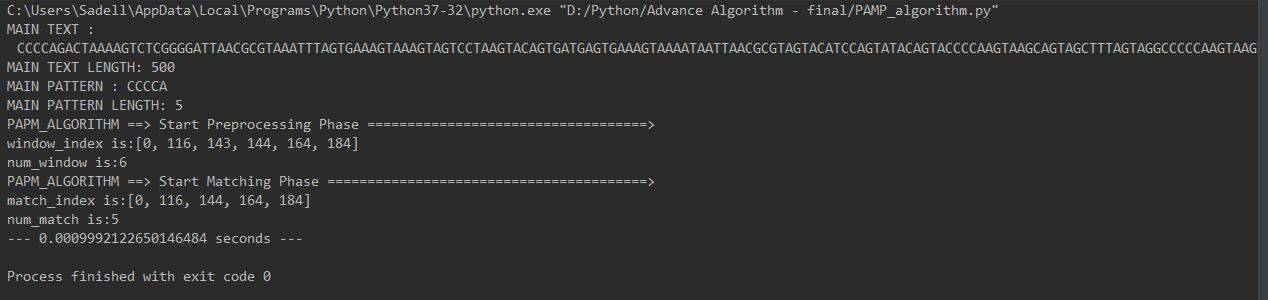 C:\Users\Sadell\AppData\Local\Programs\Python\Python37-32\python.exe "D:/Python/Advance Algorithm - final/PAMP_algorithm.py"
MAIN TEXT :
CCCCAGACTAAAAGTCTCGGGGATTAACGCGTAAATTTAGTGAAAGTAAAGTAGTCCTAAGTACAGTGATGAGTGAAAGTAAAATAATTAACGCGTAGTACATCCAGTATACAGTACCCCAAGTAAGCAGTAGCTTTAGTAGGCCCCCAAGTAAG
MAIN TEXT LENGTH: 500
MAIN PATTERN : CCCCA
MAIN PATTERN LENGTH: 5
PAPM_ALGORITHM ==> Start Preprocessing Phase ===================================>
window_index is:[0, 116, 143, 144, 164, 184]
num_window is:6
PAPM_ALGORITHM ==> Start Matching Phase ========================================>
match_index is:[0, 116, 144, 164, 184]
num_match is:5
--- 0.0009992122650146484 seconds ---
Process finished with exit code 0